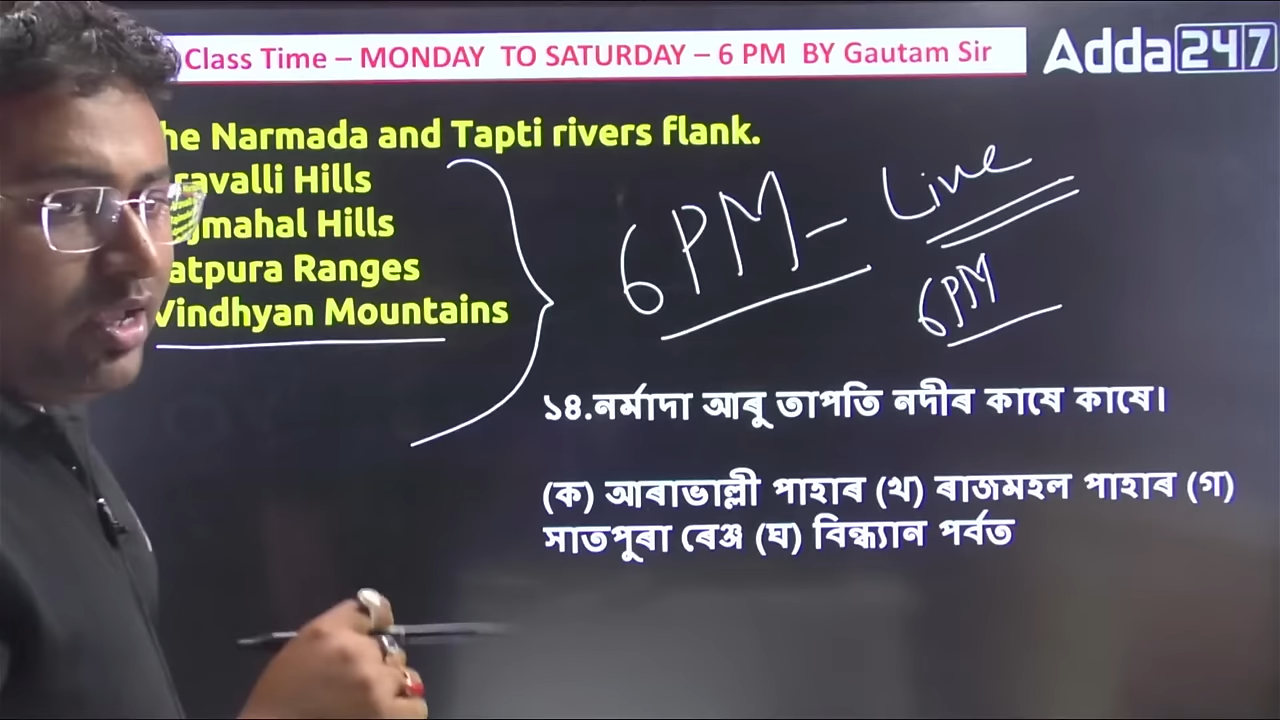 Class Time – MONDAY TO SATURDAY – 6 PM BY Gautam Sir
Adda247
he Narmada and Tapti rivers flank.
ravalli Hills
jmahal Hills
atpura Ranges
Vindhyan Mountains
6PM – Live
6PM
১৪.নৰ্মাদা আৰু তাপতি নদীৰ কাষে কাষে।
(ক) আৰাভাল্লী পাহাৰ (খ) ৰাজমহল পাহাৰ (গ)
সাতপুৰা ৰেঞ্জ (ঘ) বিন্ধ্যান পৰ্বত